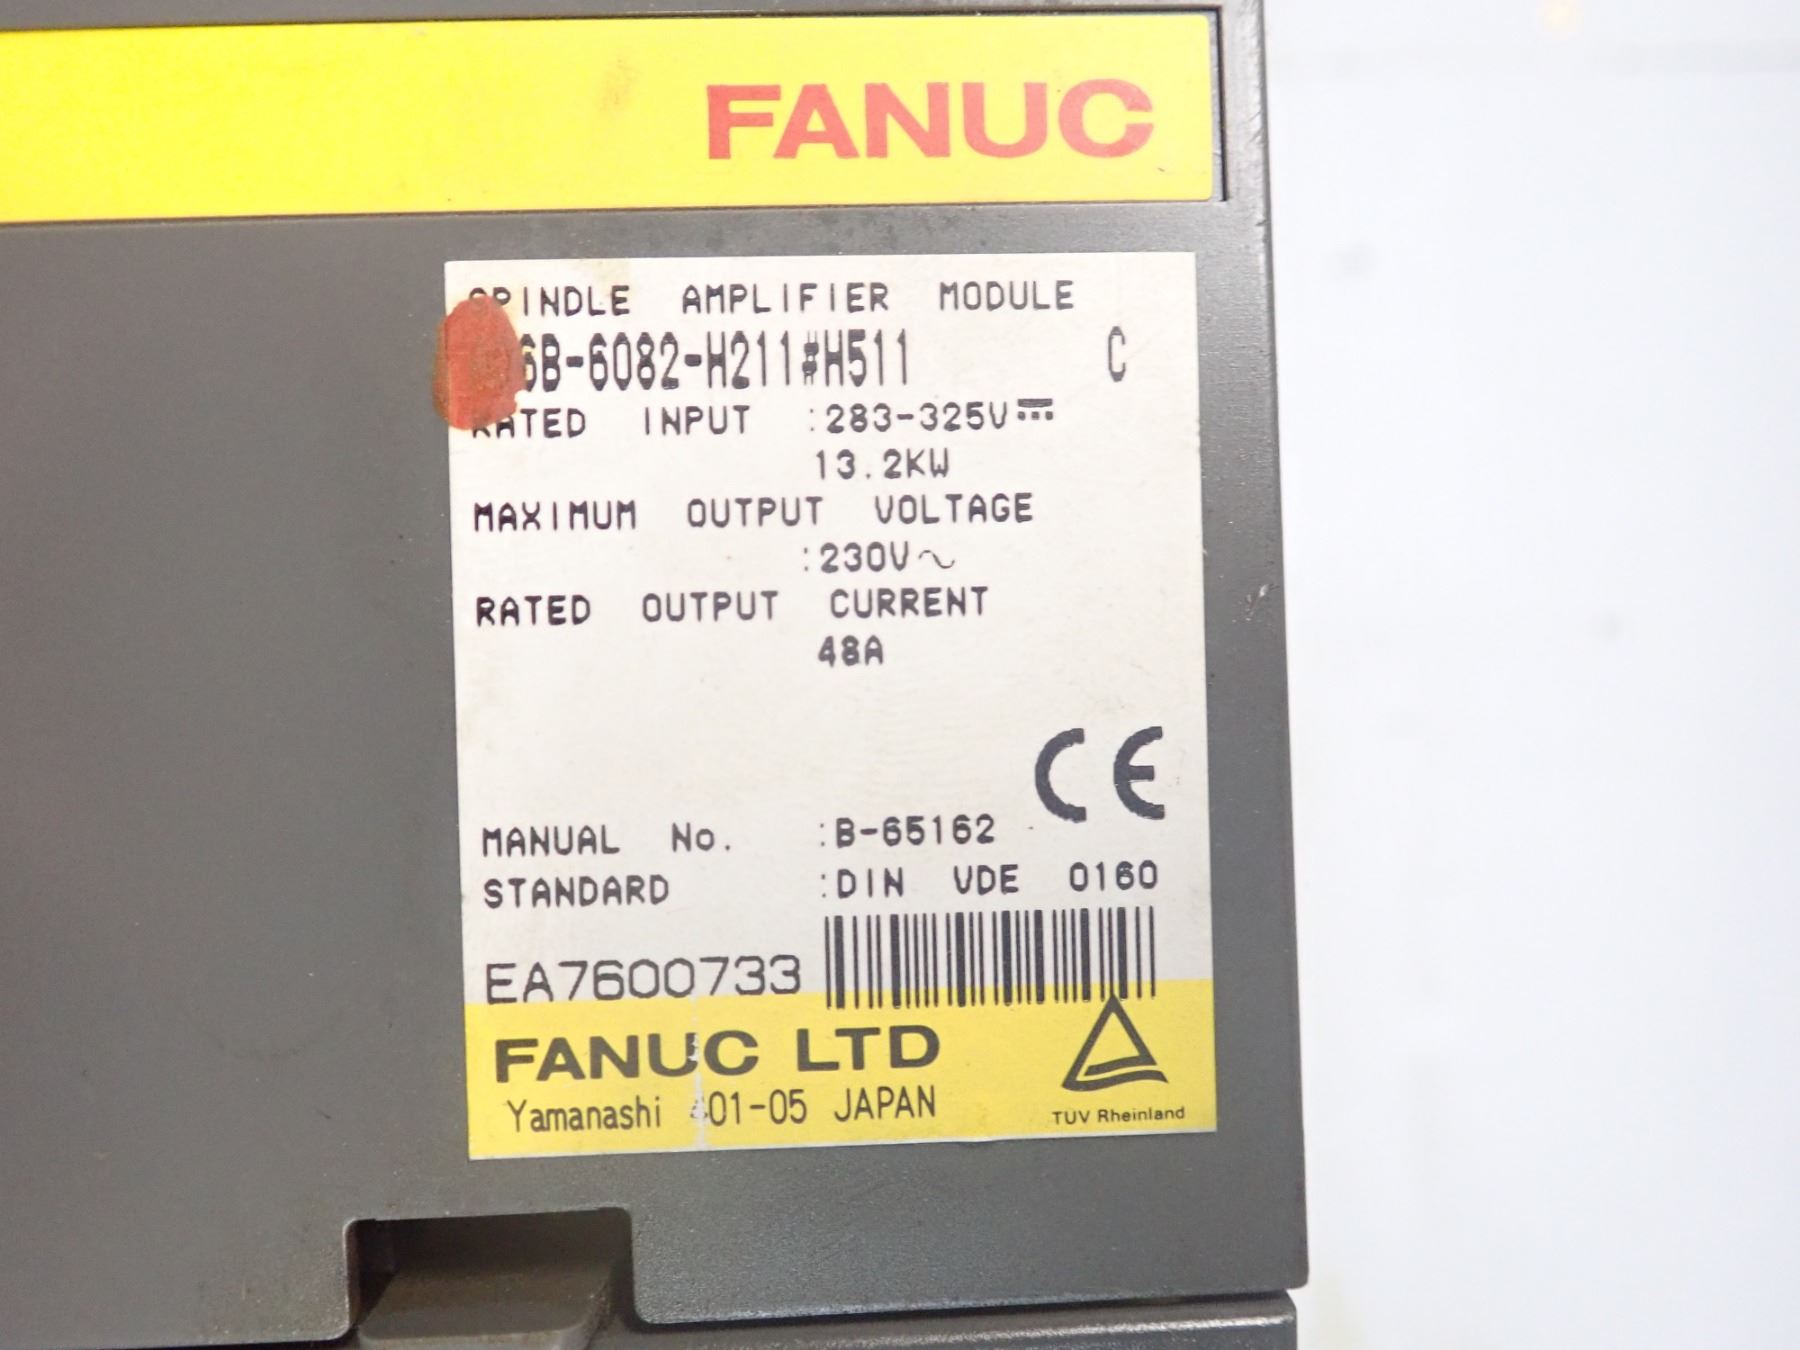 FANUC
SPINDLE AMPLIFIER MODULE
6B-6082-H211#H511 C
RATED INPUT :283-325V⎓
13.2KW
MAXIMUM OUTPUT VOLTAGE
:230V~
RATED OUTPUT CURRENT
48A
CE
MANUAL No. :B-65162
STANDARD :DIN VDE 0160
EA7600733
FANUC LTD
Yamanashi 401-05 JAPAN
TUV Rheinland